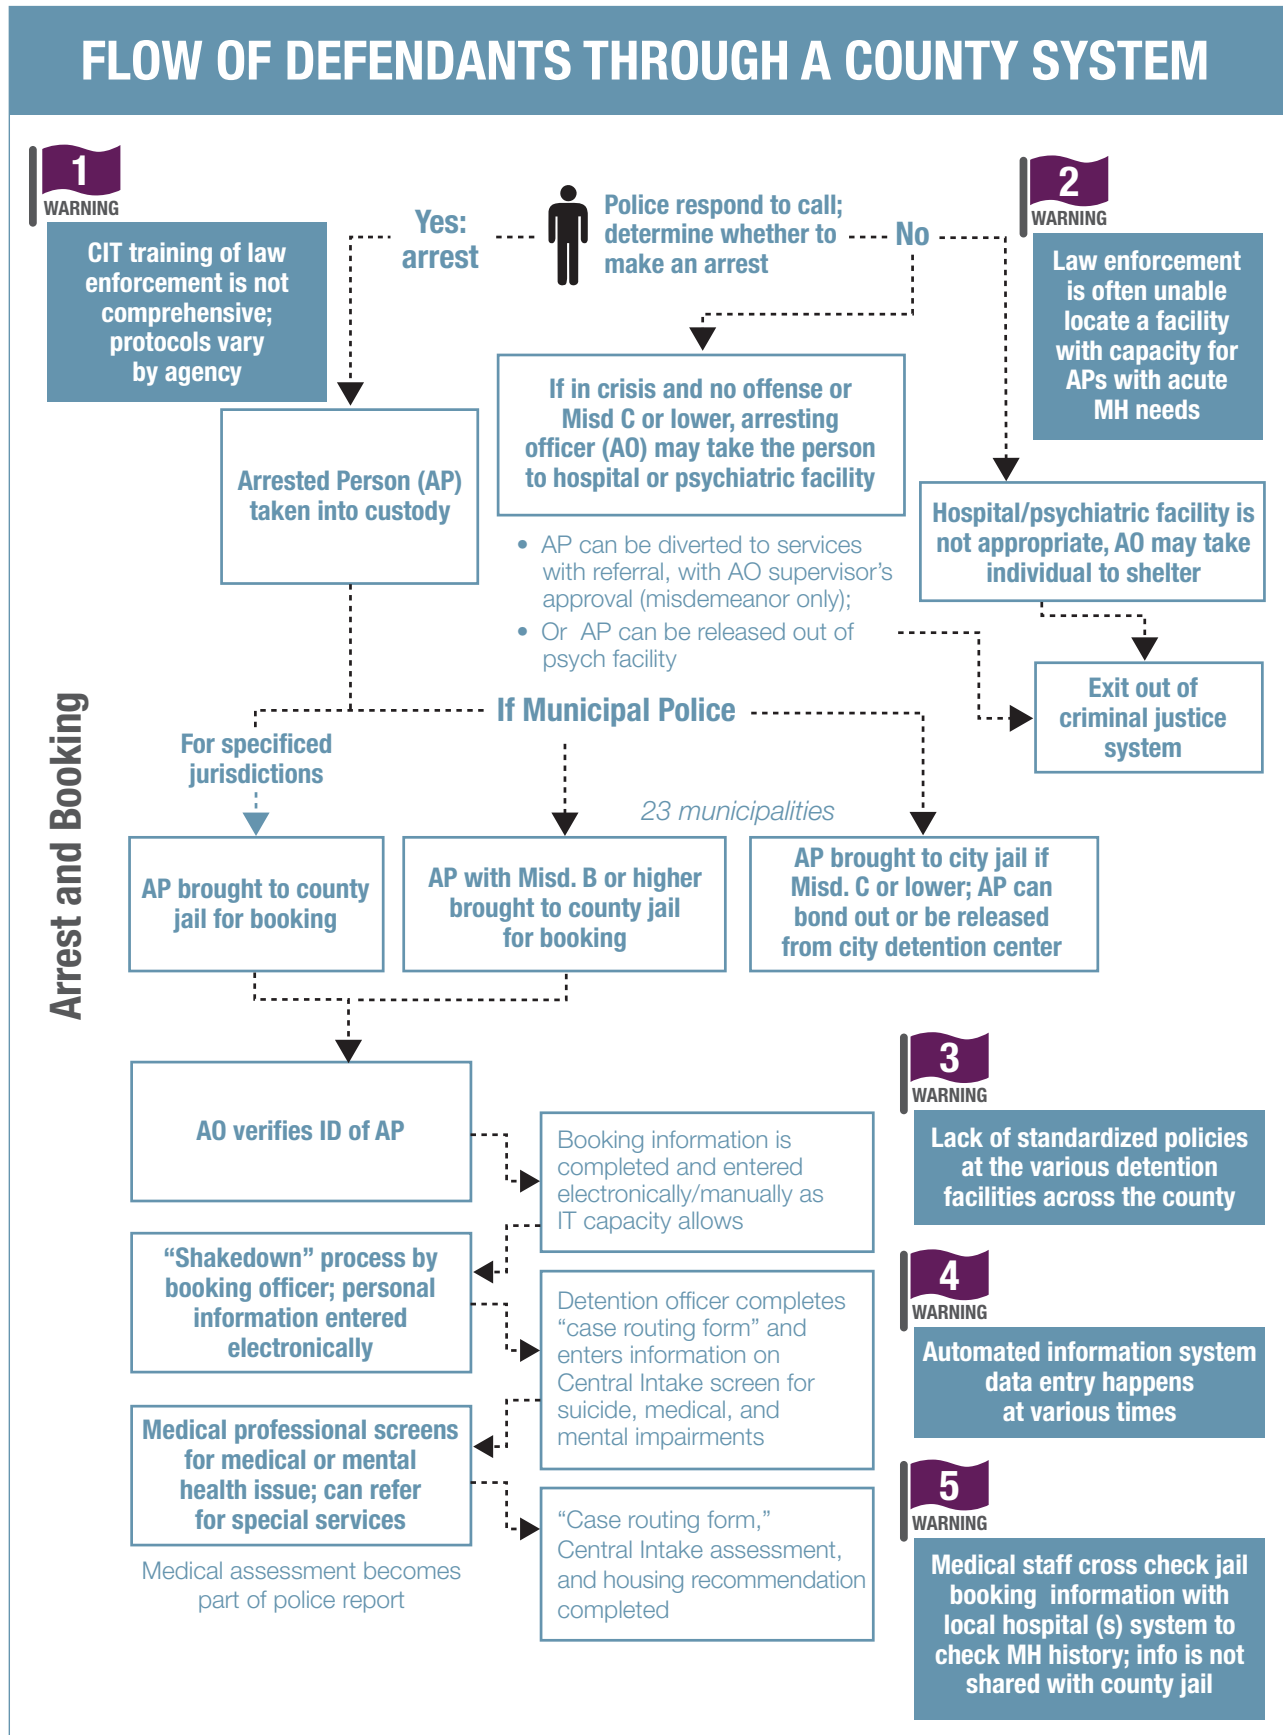 FLOW OF DEFENDANTS THROUGH A COUNTY SYSTEM
1
WARNING
CIT training of law
enforcement is not
comprehensive;
protocols vary
by agency
Yes:
arrest
Police respond to call;
determine whether to
make an arrest
No
2
WARNING
Law enforcement
is often unable
locate a facility
with capacity for
APs with acute
MH needs
Arrested Person (AP)
taken into custody
If in crisis and no offense or
Misd C or lower, arresting
officer (AO) may take the person
to hospital or psychiatric facility
Hospital/psychiatric facility is
not appropriate, AO may take
individual to shelter
• AP can be diverted to services
with referral, with AO supervisor’s
approval (misdemeanor only);
• Or AP can be released out of
psych facility
Exit out of
criminal justice
system
Arrest and Booking
If Municipal Police
For specificed
jurisdictions
23 municipalities
AP brought to county
jail for booking
AP with Misd. B or higher
brought to county jail
for booking
AP brought to city jail if
Misd. C or lower; AP can
bond out or be released
from city detention center
AO verifies ID of AP
Booking information is
completed and entered
electronically/manually as
IT capacity allows
“Shakedown” process by
booking officer; personal
information entered
electronically
Detention officer completes
“case routing form” and
enters information on
Central Intake screen for
suicide, medical, and
mental impairments
Medical professional screens
for medical or mental
health issue; can refer
for special services
Medical assessment becomes
part of police report
“Case routing form,”
Central Intake assessment,
and housing recommendation
completed
3
WARNING
Lack of standardized policies
at the various detention
facilities across the county
4
WARNING
Automated information system
data entry happens
at various times
5
WARNING
Medical staff cross check jail
booking information with
local hospital (s) system to
check MH history; info is not
shared with county jail